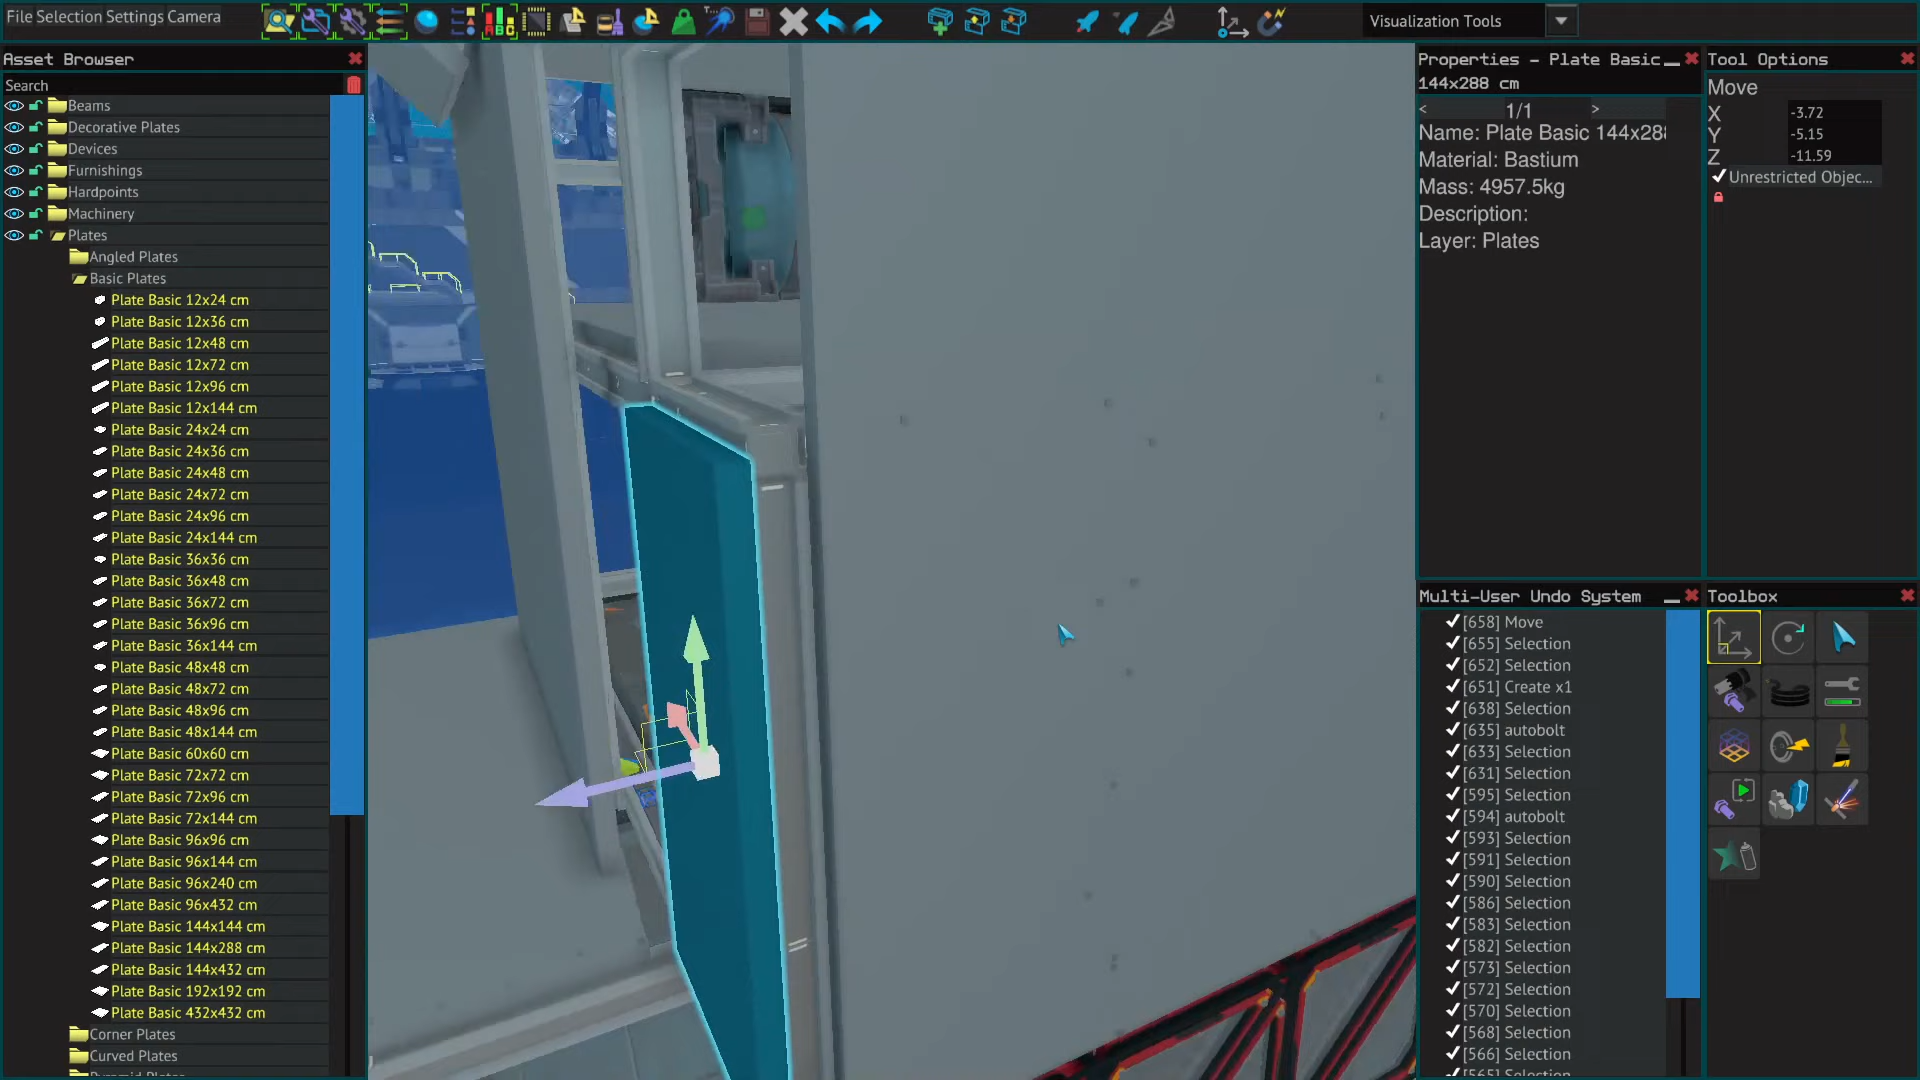 File Selection Settings Camera
ABC
Visualization Tools
Asset Browser
Search
Beams
Decorative Plates
Devices
Furnishings
Hardpoints
Machinery
Plates
Angled Plates
Basic Plates
Plate Basic 12x24 cm
Plate Basic 12x36 cm
Plate Basic 12x48 cm
Plate Basic 12x72 cm
Plate Basic 12x96 cm
Plate Basic 12x144 cm
Plate Basic 24x24 cm
Plate Basic 24x36 cm
Plate Basic 24x48 cm
Plate Basic 24x72 cm
Plate Basic 24x96 cm
Plate Basic 24x144 cm
Plate Basic 36x36 cm
Plate Basic 36x48 cm
Plate Basic 36x72 cm
Plate Basic 36x96 cm
Plate Basic 36x144 cm
Plate Basic 48x48 cm
Plate Basic 48x72 cm
Plate Basic 48x96 cm
Plate Basic 48x144 cm
Plate Basic 60x60 cm
Plate Basic 72x72 cm
Plate Basic 72x96 cm
Plate Basic 72x144 cm
Plate Basic 96x96 cm
Plate Basic 96x144 cm
Plate Basic 96x240 cm
Plate Basic 96x432 cm
Plate Basic 144x144 cm
Plate Basic 144x288 cm
Plate Basic 144x432 cm
Plate Basic 192x192 cm
Plate Basic 432x432 cm
Corner Plates
Curved Plates
Properties - Plate Basic
144x288 cm
< 1/1 >
Name: Plate Basic 144x288
Material: Bastium
Mass: 4957.5kg
Description:
Layer: Plates
Tool Options
Move
X -3.72
Y -5.15
Z -11.59
Unrestricted Objec...
Multi-User Undo System
[658] Move
[655] Selection
[652] Selection
[651] Create x1
[638] Selection
[635] autobolt
[633] Selection
[631] Selection
[595] Selection
[594] autobolt
[593] Selection
[591] Selection
[590] Selection
[586] Selection
[583] Selection
[582] Selection
[573] Selection
[572] Selection
[570] Selection
[568] Selection
[566] Selection
[565] Selection
Toolbox